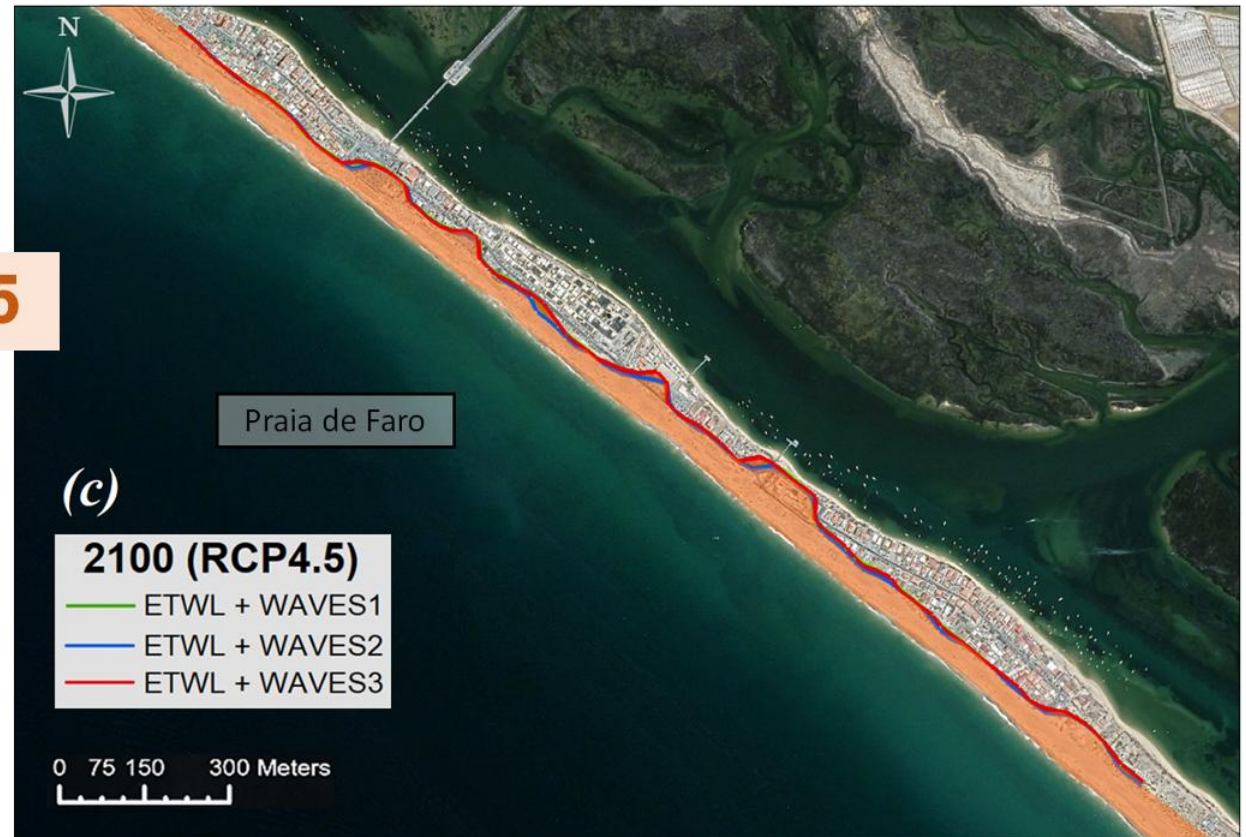 N
5
Praia de Faro
(c)
2100 (RCP4.5)
ETWL + WAVES1
ETWL + WAVES2
ETWL + WAVES3
0 75 150 300 Meters